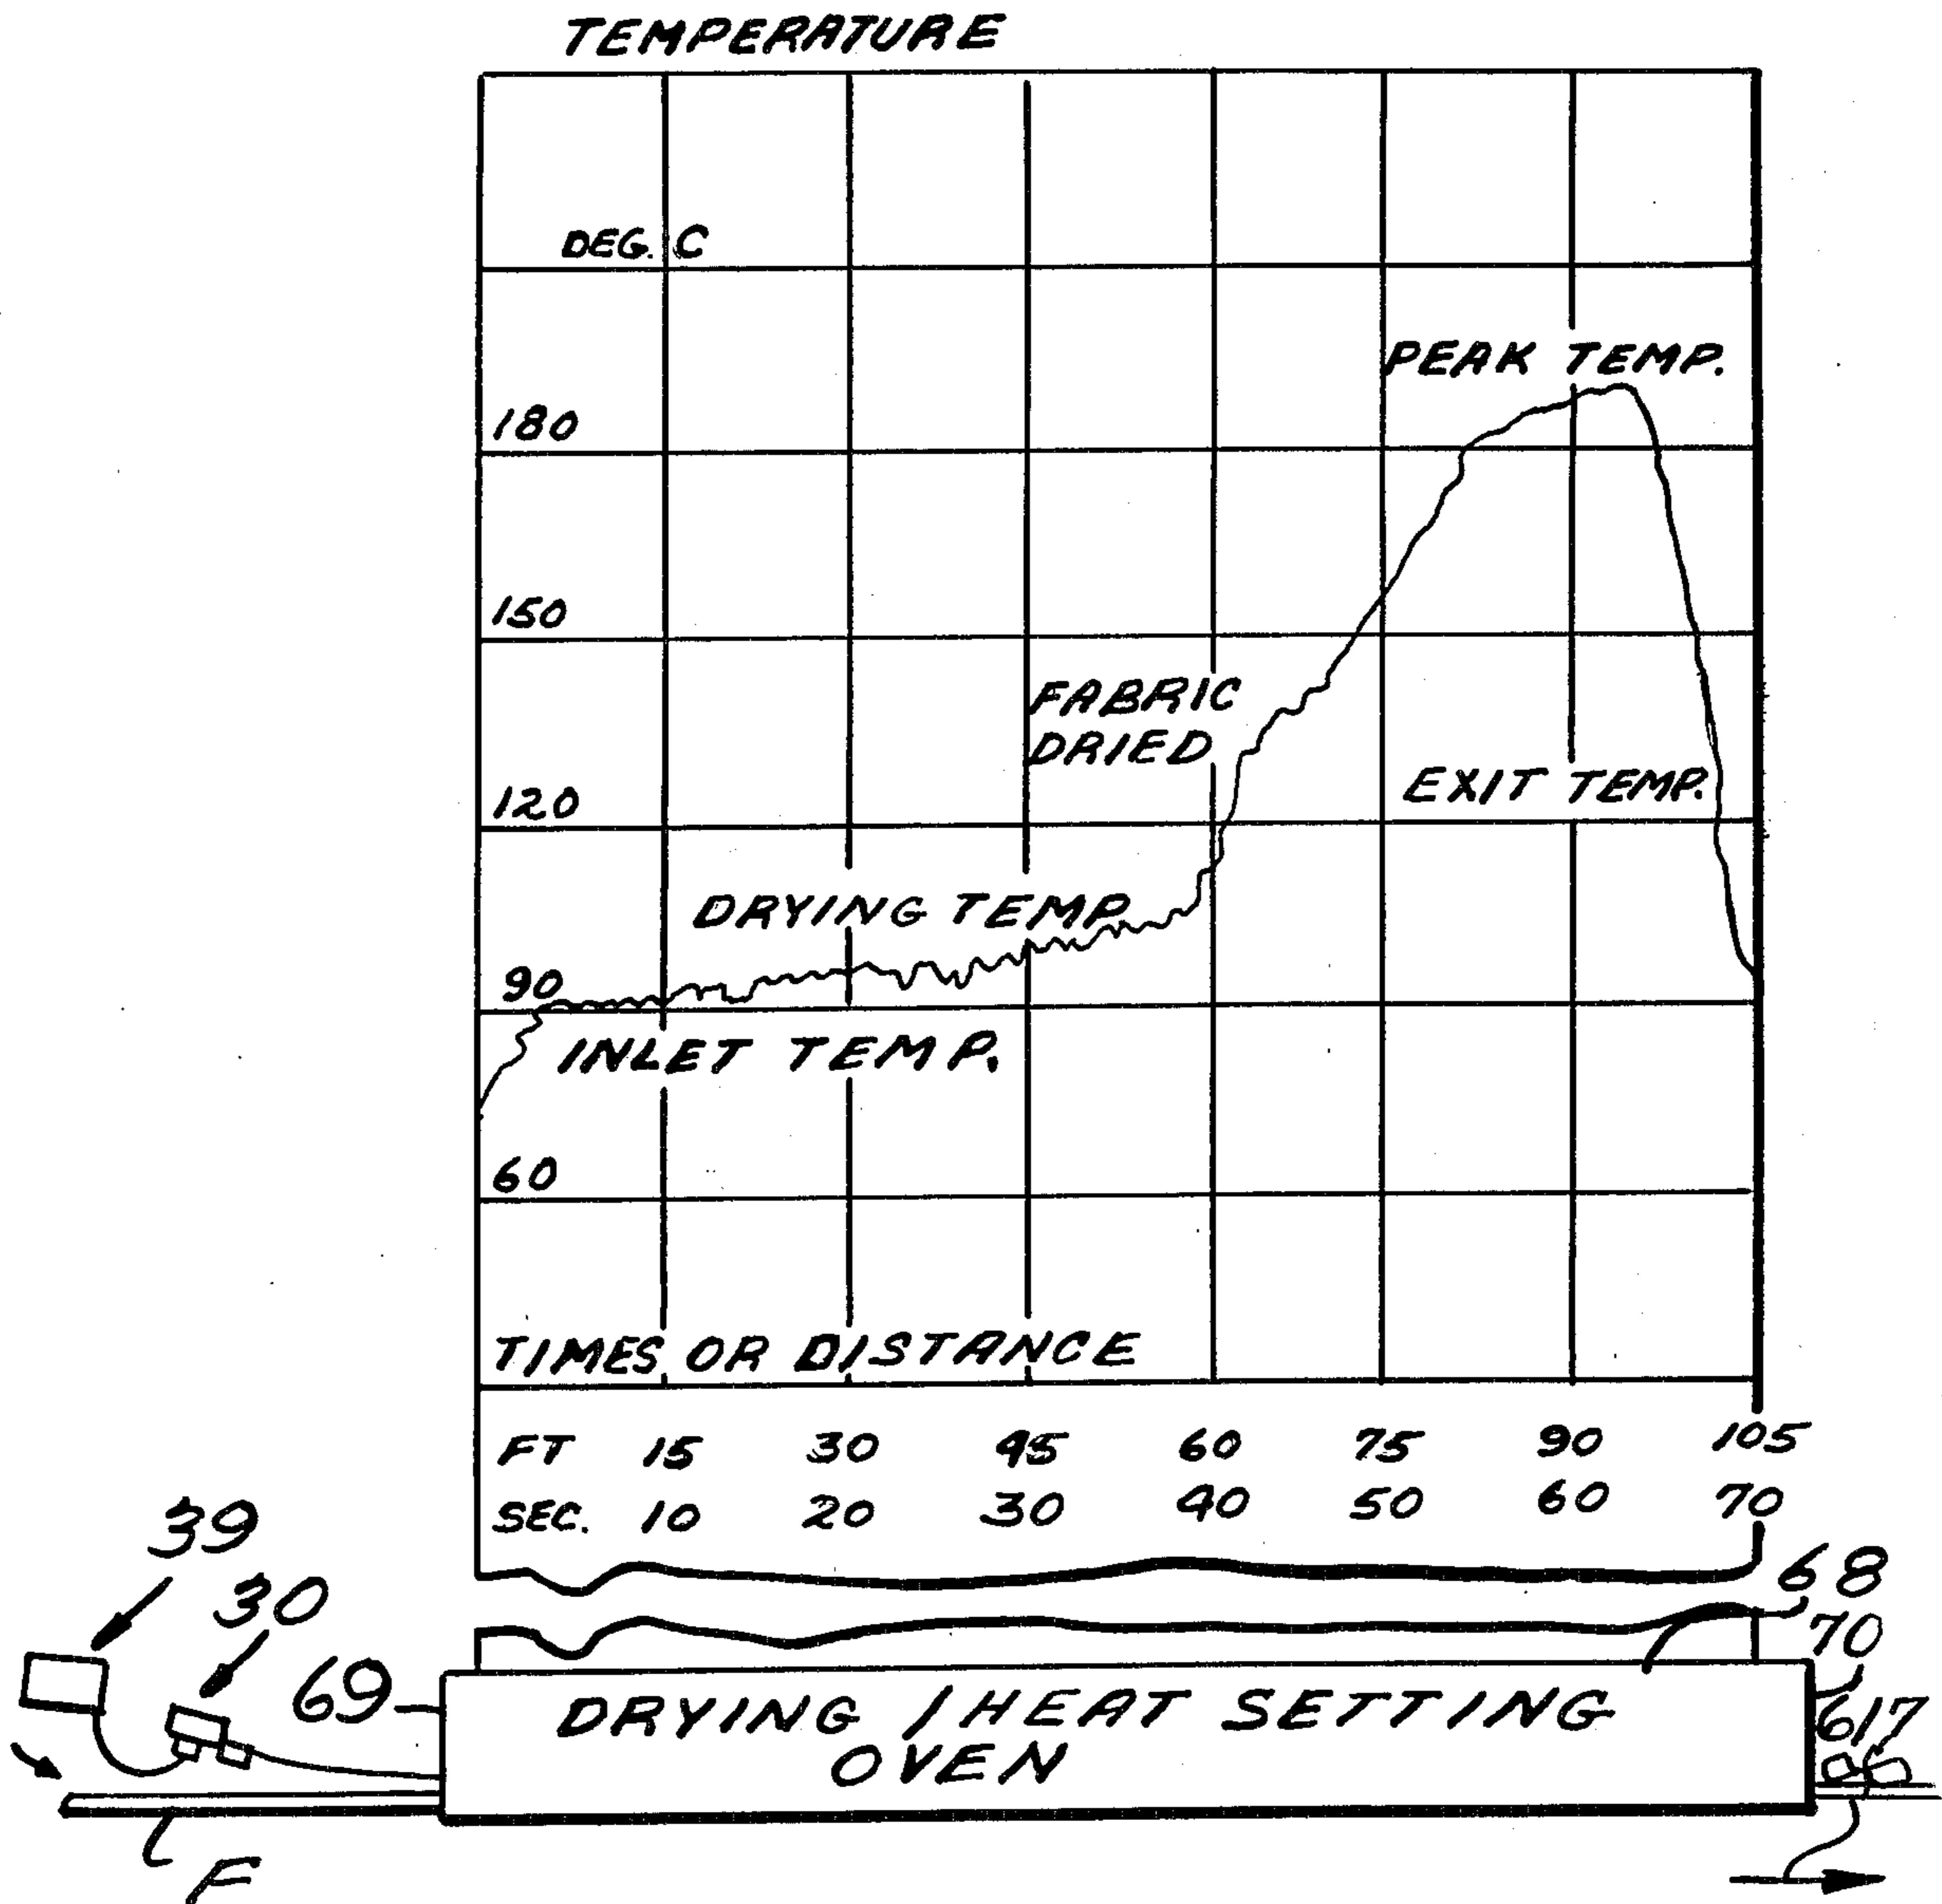 TEMPERATURE
DEG. C
PEAK TEMP.
180
150
FABRIC
DRIED
EXIT TEMP.
120
DRYING TEMP.
90
INLET TEMP.
60
TIMES OR DISTANCE
FT 15 30 45 60 75 90 105
SEC. 10 20 30 40 50 60 70
39
30
68
70
69
DRYING / HEAT SETTING
OVEN
617
F